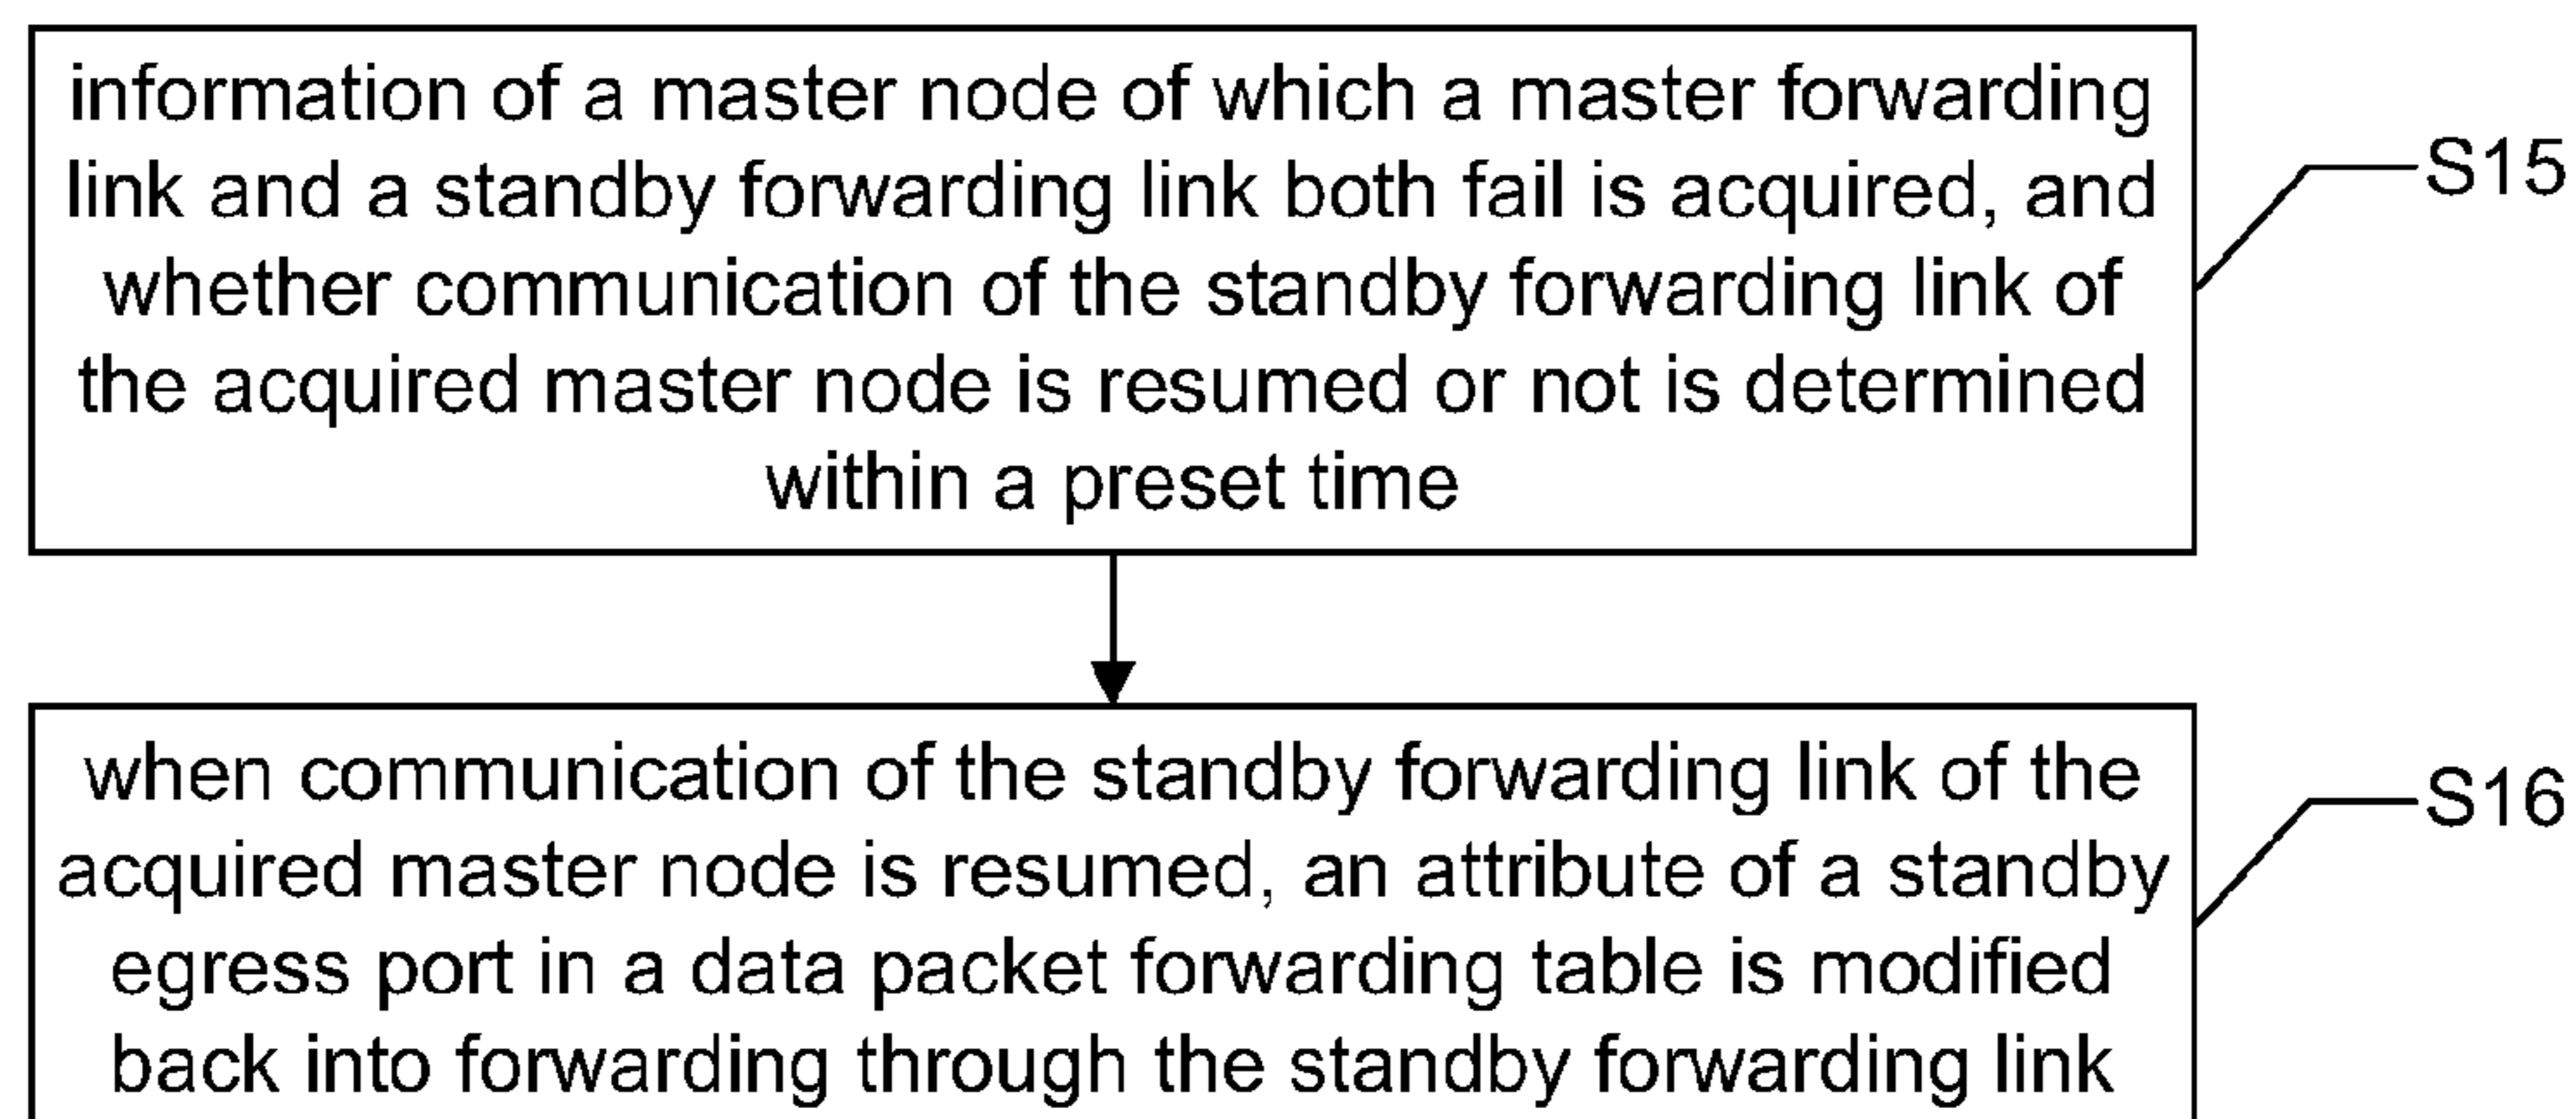 information of a master node of which a master forwarding
link and a standby forwarding link both fail is acquired, and
whether communication of the standby forwarding link of
the acquired master node is resumed or not is determined
within a preset time
S15
when communication of the standby forwarding link of the
acquired master node is resumed, an attribute of a standby
egress port in a data packet forwarding table is modified
back into forwarding through the standby forwarding link
S16